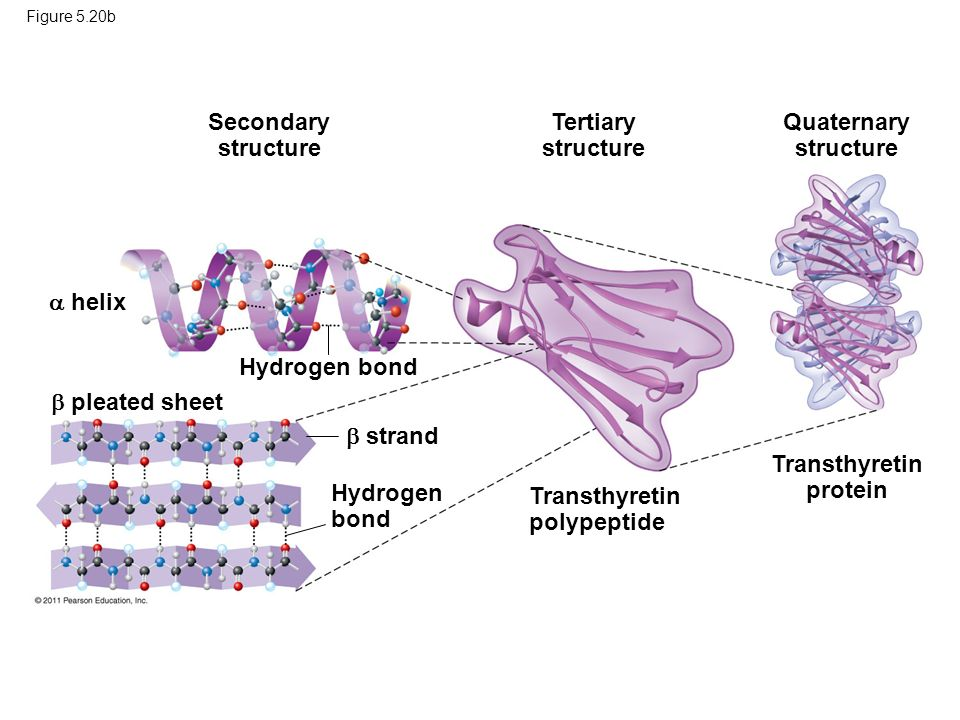 Figure 5.20b
Secondary
structure
Tertiary
structure
Quaternary
structure
α helix
Hydrogen bond
β pleated sheet
β strand
Hydrogen
bond
Transthyretin
polypeptide
Transthyretin
protein
© 2011 Pearson Education, Inc.